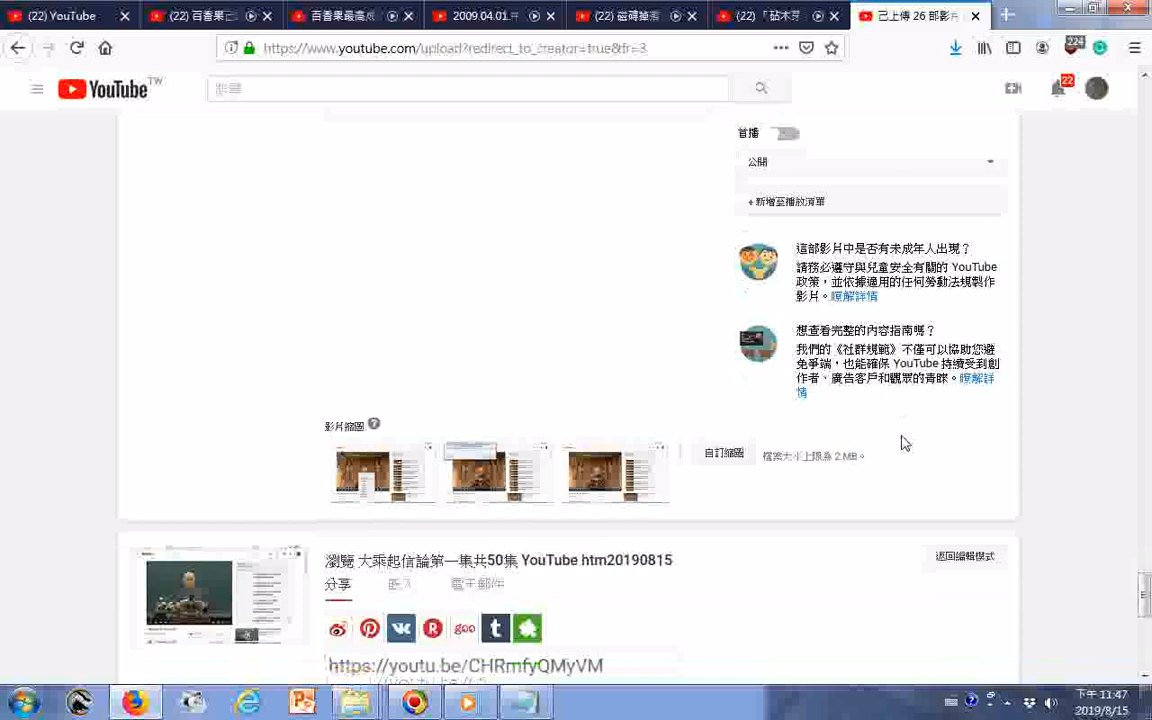 (22) YouTube
(22) 百香果
百香果最高
2009.04.01
(22) 磁磚
(22) 「砧木芽
已上傳 26 部影片
https://www.youtube.com/upload?redirect_to_creator=true&fr=3
224
YouTube TW
22
首播
公開
+ 新增至播放清單
這部影片中是否有未成年人出現?
請務必遵守與兒童安全有關的 YouTube
政策,並依據適用的任何勞動法規製作
影片。瞭解詳情
想查看完整的內容指南嗎?
我們的《社群規範》不僅可以協助您避
免爭端,也能確保 YouTube 持續受到創
作者、廣告客戶和觀眾的青睞。瞭解詳
情
影片縮圖
自訂縮圖
檔案大小上限為 2 MB。
瀏覽 大乘起信論第一集共50集 YouTube htm20190815
返回編輯模式
分享
嵌入
電子郵件
goo
https://youtu.be/CHRmfyQMyVM
下午 11:47
2019/8/15